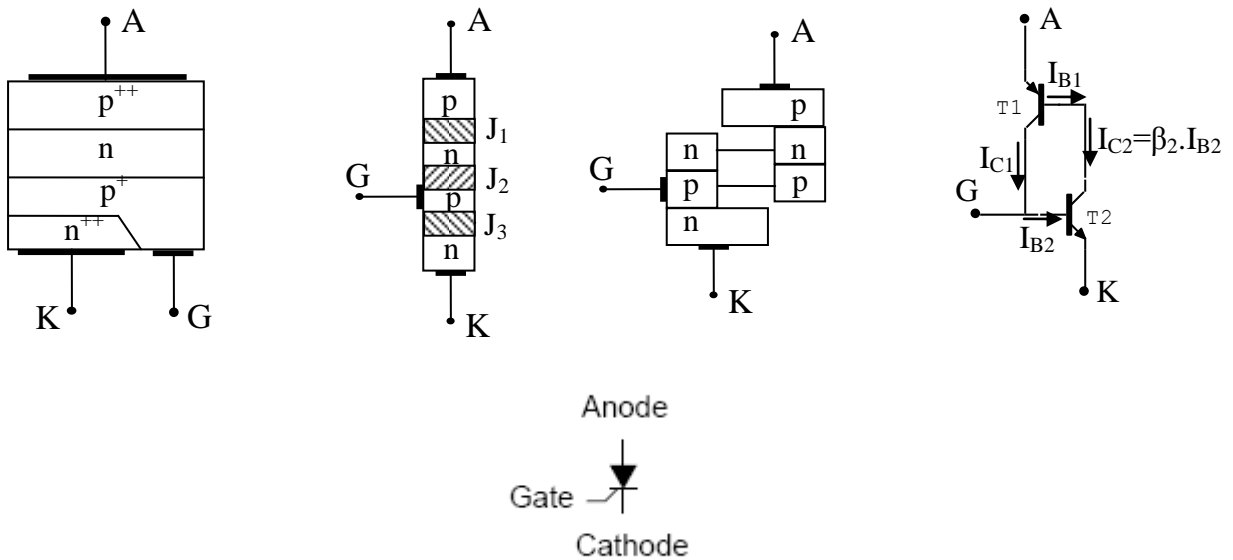 A
p++
n
p+
n++
K
G
A
p
J1
n
J2
G
p
J3
n
K
A
p
n
n
G
p
p
n
K
A
IB1
T1
IC2=β2.IB2
IC1
G
T2
IB2
K
Anode
Gate
Cathode